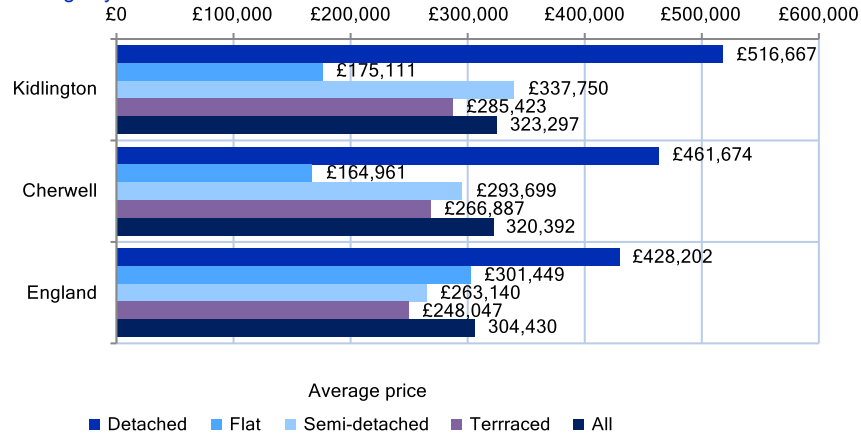 £0 £100,000 £200,000 £300,000 £400,000 £500,000 £600,000
£516,667
£175,111
Kidlington £337,750
£285,423
323,297
£461,674
£164,961
Cherwell £293,699
£266,887
320,392
£428,202
£301,449
England £263,140
£248,047
304,430
Average price
Detached Flat Semi-detached Terrraced All